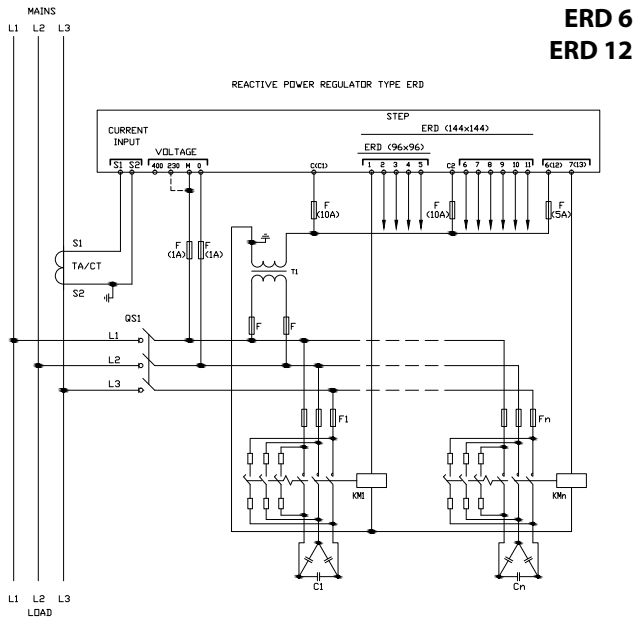 MAINS
L1 L2 L3
ERD 6
ERD 12
REACTIVE POWER REGULATOR TYPE ERD
STEP
ERD (144x144)
CURRENT
INPUT
VOLTAGE
ERD (96x96)
S1 S2 400 230 M 0 C(C1) 1 2 3 4 5 C2 6 7 8 9 10 11 6(12) 7(13)
F
(10A)
F
(10A)
F
(5A)
S1
TA/CT
S2
F
(1A)
F
(1A)
T1
QS1
F F
L1
L2
L3
F1 Fn
KM1 KMn
C1 Cn
L1 L2 L3
LOAD